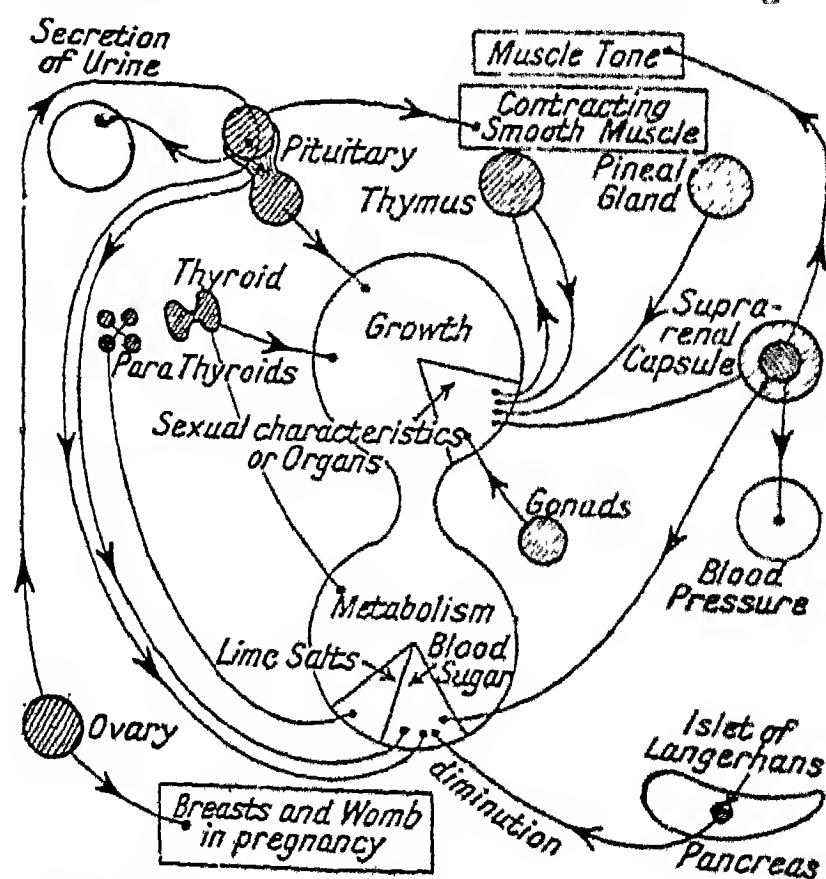 Secretion
of Urine
Muscle Tone
Contracting
Smooth Muscle
Pituitary
Thymus
Pineal
Gland
Thyroid
Growth
Supra-
renal
Capsule
Para Thyroids
Sexual characteristics
or Organs
Gonads
Blood
Pressure
Metabolism
Lime Salts
Blood
Sugar
Ovary
Islet of
Langerhans
diminution
Breasts and Womb
in pregnancy
Pancreas